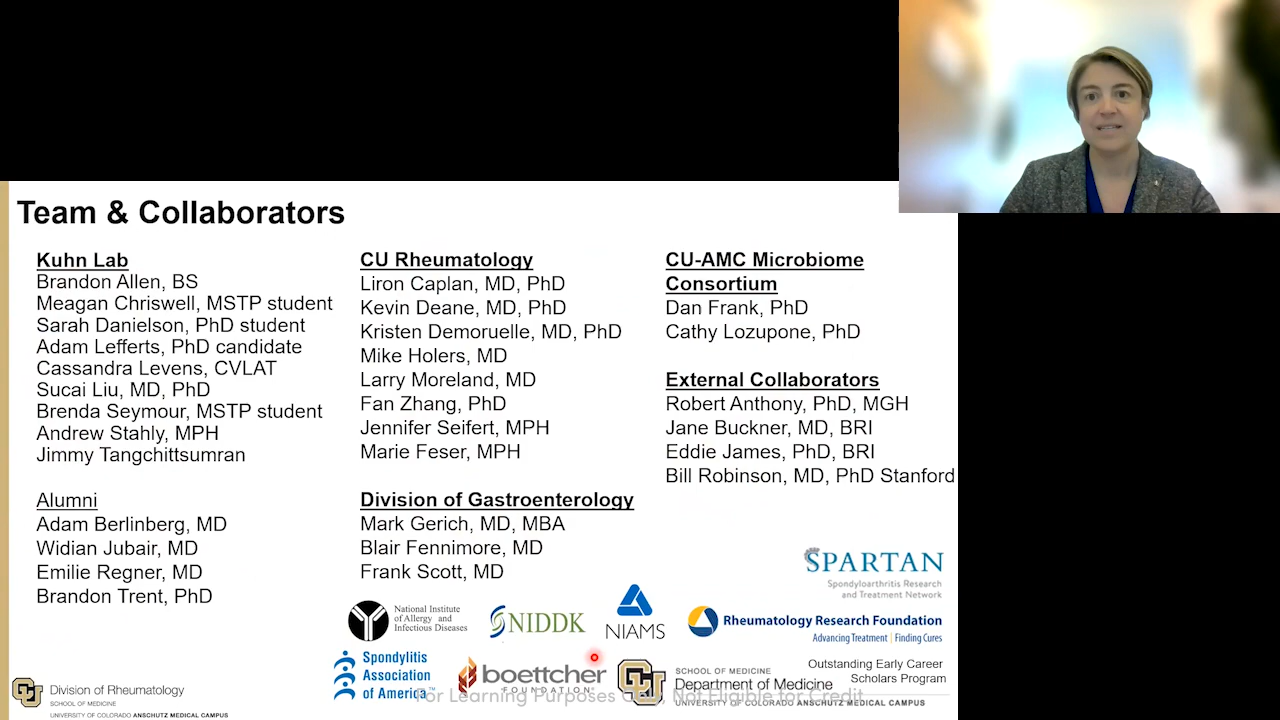 Team & Collaborators
Kuhn Lab
Brandon Allen, BS
Meagan Chriswell, MSTP student
Sarah Danielson, PhD student
Adam Lefferts, PhD candidate
Cassandra Levens, CVLAT
Sucai Liu, MD, PhD
Brenda Seymour, MSTP student
Andrew Stahly, MPH
Jimmy Tangchittsumran
Alumni
Adam Berlinberg, MD
Widian Jubair, MD
Emilie Regner, MD
Brandon Trent, PhD
CU Rheumatology
Liron Caplan, MD, PhD
Kevin Deane, MD, PhD
Kristen Demoruelle, MD, PhD
Mike Holers, MD
Larry Moreland, MD
Fan Zhang, PhD
Jennifer Seifert, MPH
Marie Feser, MPH
Division of Gastroenterology
Mark Gerich, MD, MBA
Blair Fennimore, MD
Frank Scott, MD
CU-AMC Microbiome
Consortium
Dan Frank, PhD
Cathy Lozupone, PhD
External Collaborators
Robert Anthony, PhD, MGH
Jane Buckner, MD, BRI
Eddie James, PhD, BRI
Bill Robinson, MD, PhD Stanford
SPARTAN
Spondyloarthritis Research
and Treatment Network
National Institute
of Allergy and
Infectious Diseases
NIDDK
NIAMS
Rheumatology Research Foundation
Advancing Treatment | Finding Cures
Spondylitis
Association
of America™
boettcher
FOUNDATION
CU
SCHOOL OF MEDICINE
Department of Medicine
UNIVERSITY OF COLORADO ANSCHUTZ MEDICAL CAMPUS
Outstanding Early Career
Scholars Program
CU
Division of Rheumatology
SCHOOL OF MEDICINE
UNIVERSITY OF COLORADO ANSCHUTZ MEDICAL CAMPUS
For Learning Purposes Only, Not Eligible for Credit